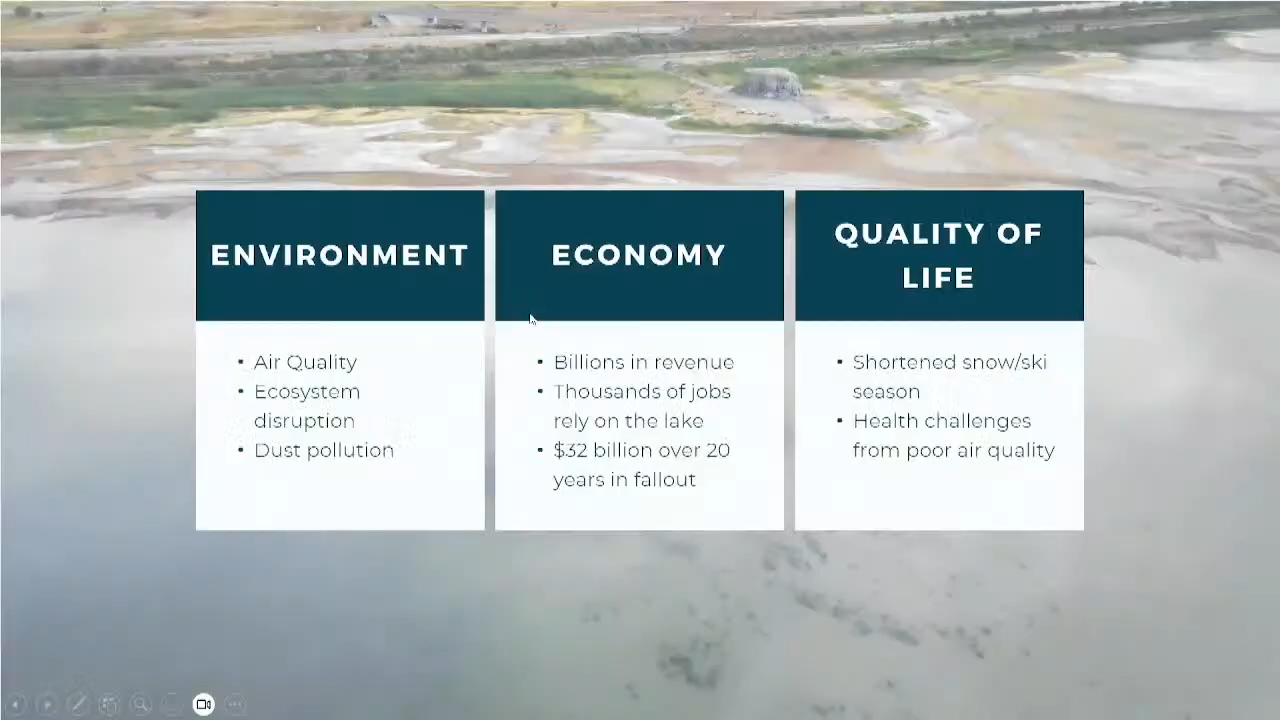 ENVIRONMENT
• Air Quality
• Ecosystem
disruption
• Dust pollution
ECONOMY
• Billions in revenue
• Thousands of jobs
rely on the lake
• $32 billion over 20
years in fallout
QUALITY OF
LIFE
• Shortened snow/ski
season
• Health challenges
from poor air quality